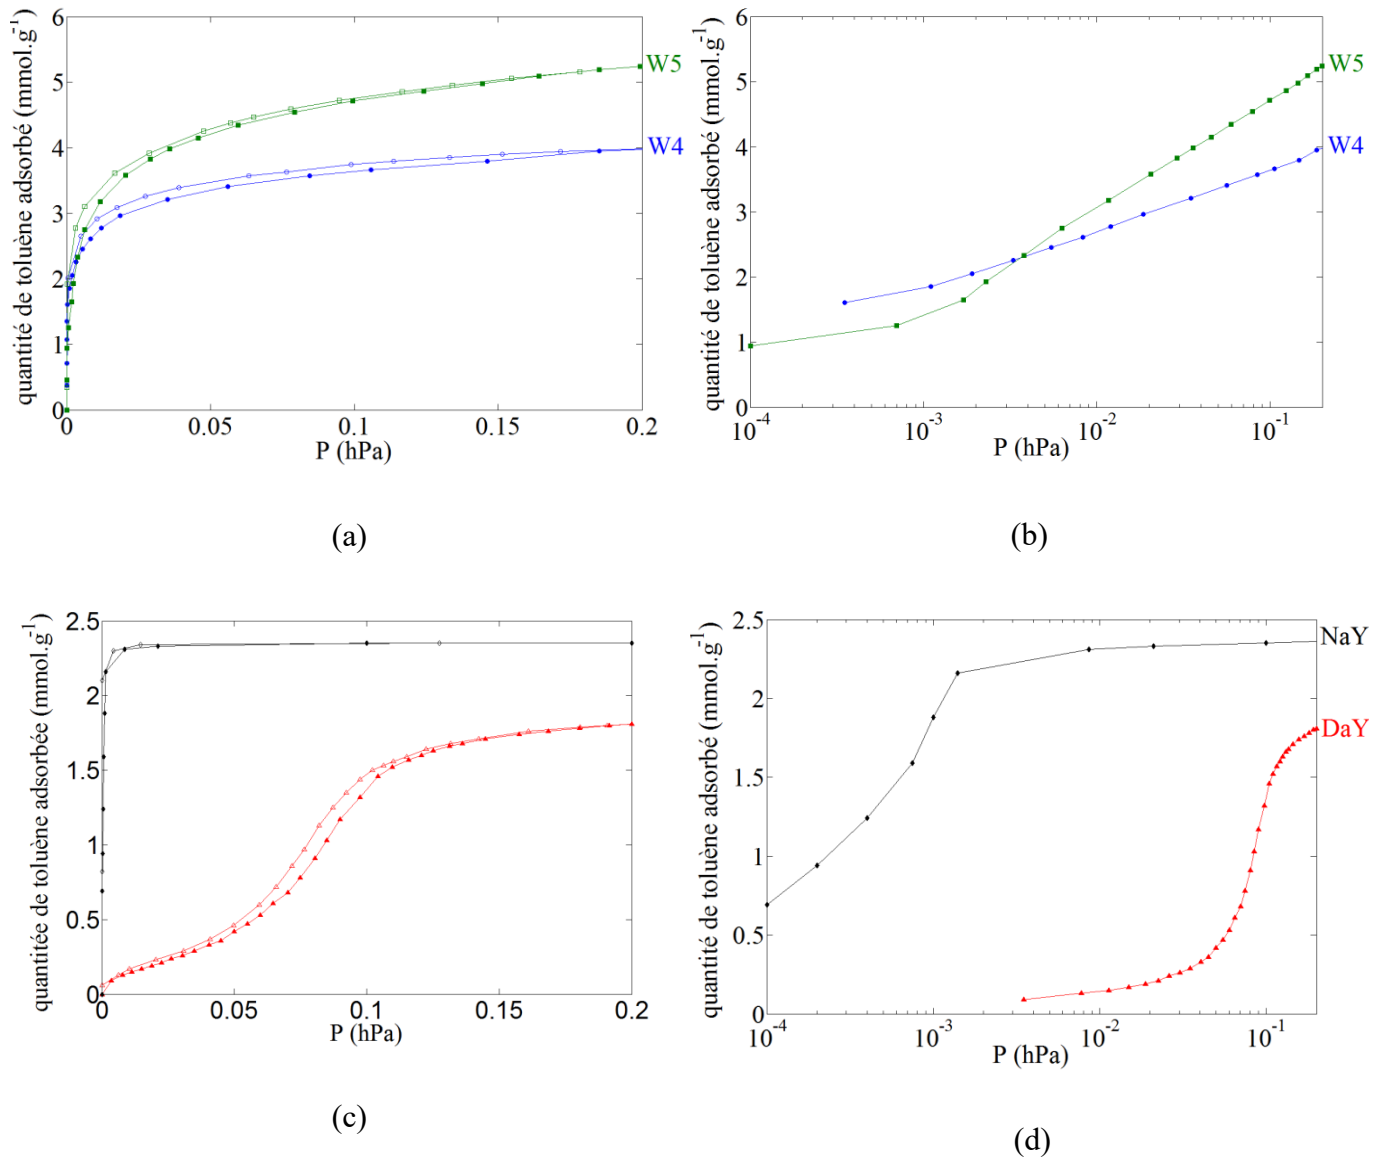 quantité de toluène adsorbé (mmol.g-1)
6
5
4
3
2
1
0
0
0.05
0.1
0.15
0.2
P (hPa)
W5
W4
(a)
quantité de toluène adsorbé (mmol.g-1)
6
5
4
3
2
1
0
10-4
10-3
10-2
10-1
P (hPa)
W5
W4
(b)
quantitée de toluène adsorbé (mmol.g-1)
2.5
2
1.5
1
0.5
0
0
0.05
0.1
0.15
0.2
P (hPa)
(c)
quantité de toluène adsorbé (mmol.g-1)
2.5
2
1.5
1
0.5
0
10-4
10-3
10-2
10-1
P (hPa)
NaY
DaY
(d)